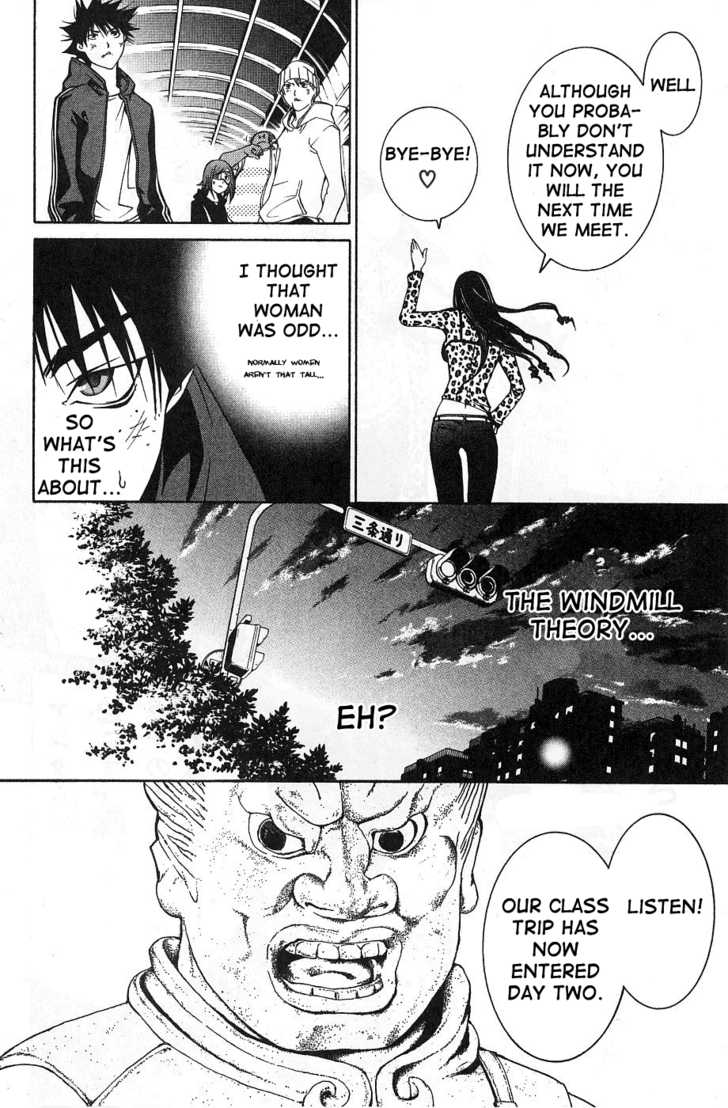 WELL
ALTHOUGH
YOU PROBA-
BLY DON'T
UNDERSTAND
IT NOW, YOU
WILL THE
NEXT TIME
WE MEET.
BYE-BYE!
♡
I THOUGHT
THAT
WOMAN
WAS ODD...
NORMALLY WOMEN
AREN'T THAT TALL...
SO
WHAT'S
THIS
ABOUT...
三条通り
THE WINDMILL
THEORY...
EH?
LISTEN!
OUR CLASS
TRIP HAS
NOW
ENTERED
DAY TWO.